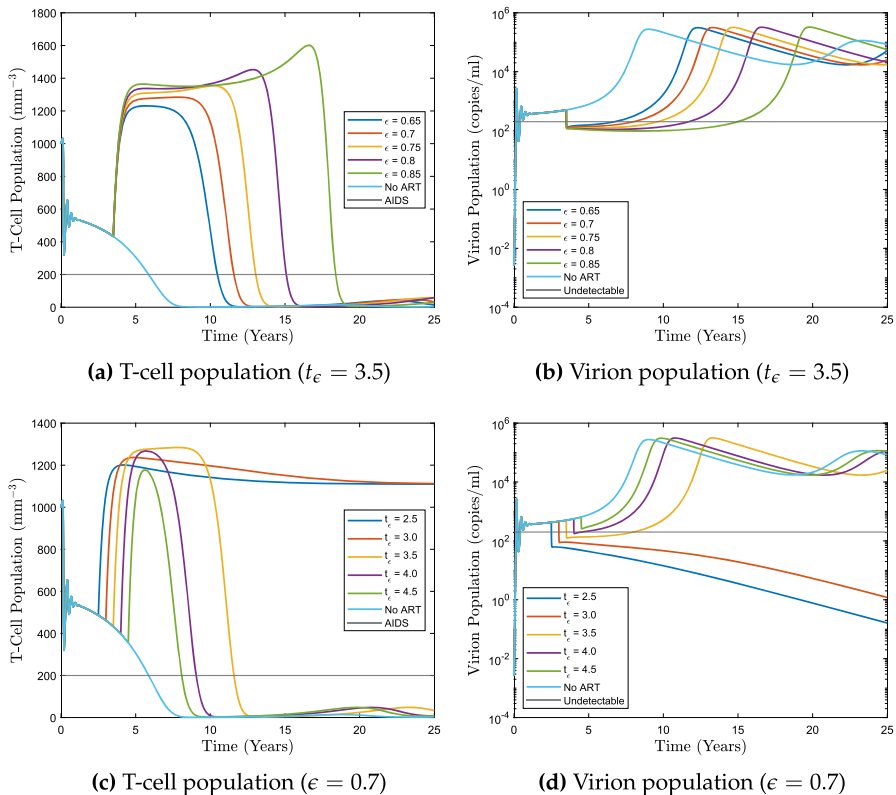 T-Cell Population (mm⁻³)
1800
1600
1400
1200
1000
800
600
400
200
0
ϵ = 0.65
ϵ = 0.7
ϵ = 0.75
ϵ = 0.8
ϵ = 0.85
No ART
AIDS
0 5 10 15 20 25
Time (Years)
(a) T-cell population (tϵ = 3.5)
Virion Population (copies/ml)
10⁶
10⁴
10²
10⁰
10⁻²
10⁻⁴
ϵ = 0.65
ϵ = 0.7
ϵ = 0.75
ϵ = 0.8
ϵ = 0.85
No ART
Undetectable
0 5 10 15 20 25
Time (Years)
(b) Virion population (tϵ = 3.5)
T-Cell Population (mm⁻³)
1400
1200
1000
800
600
400
200
0
tϵ = 2.5
tϵ = 3.0
tϵ = 3.5
tϵ = 4.0
tϵ = 4.5
No ART
AIDS
0 5 10 15 20 25
Time (Years)
(c) T-cell population (ϵ = 0.7)
Virion Population (copies/ml)
10⁶
10⁴
10²
10⁰
10⁻²
10⁻⁴
tϵ = 2.5
tϵ = 3.0
tϵ = 3.5
tϵ = 4.0
tϵ = 4.5
No ART
Undetectable
0 5 10 15 20 25
Time (Years)
(d) Virion population (ϵ = 0.7)